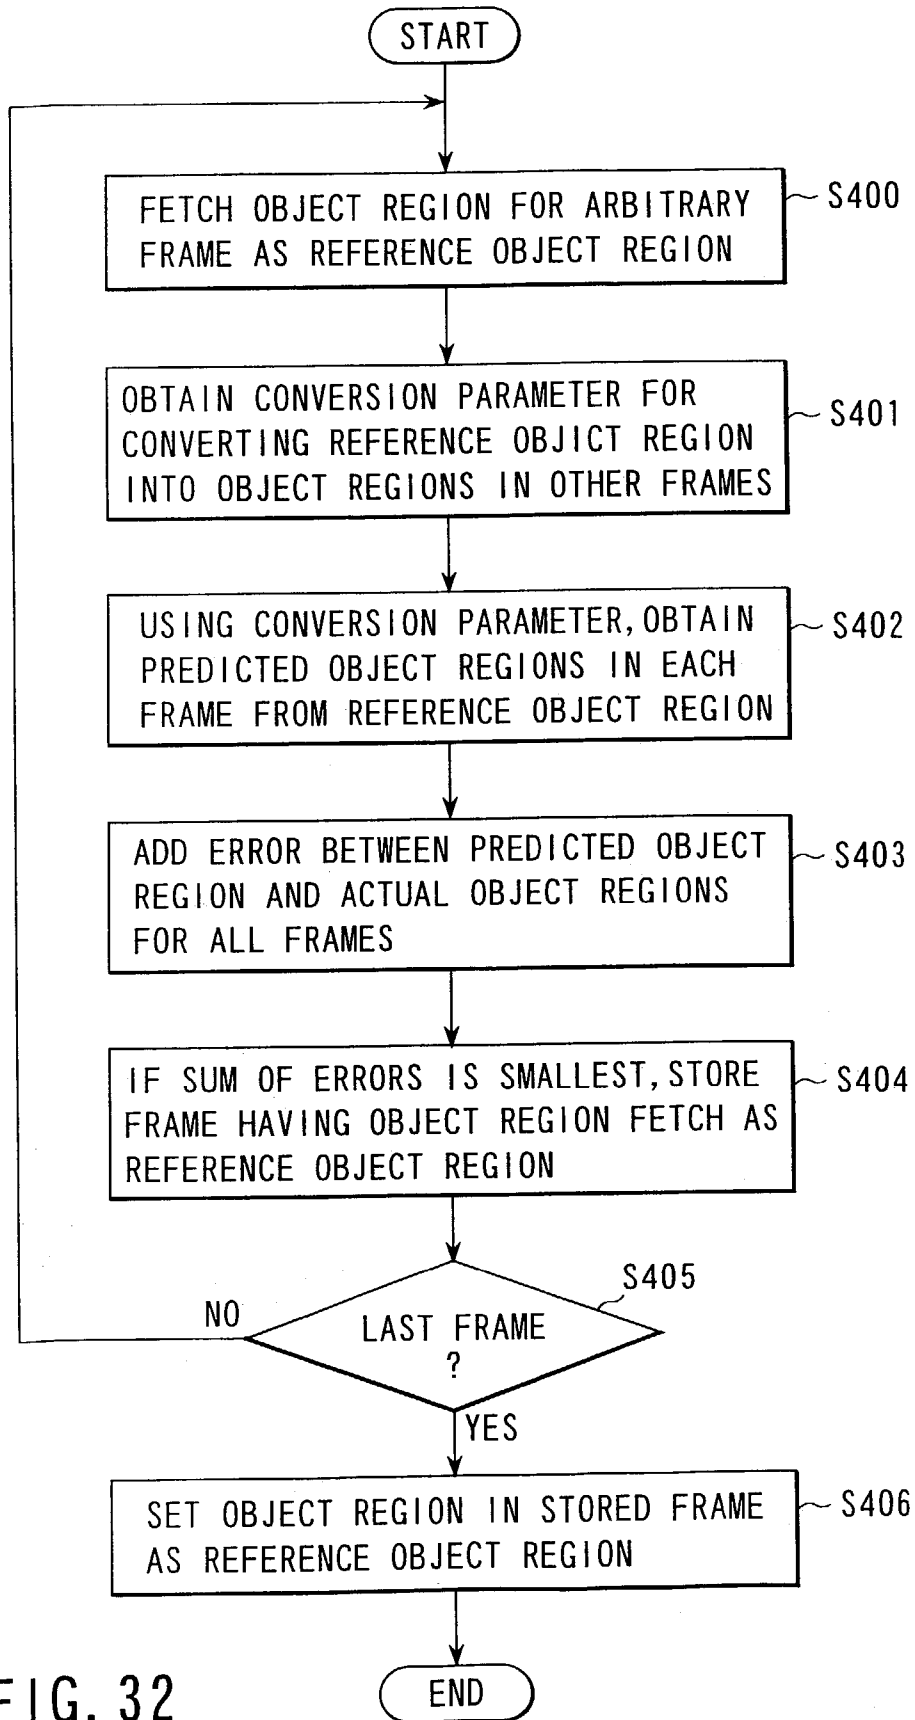 START
FETCH OBJECT REGION FOR ARBITRARY
FRAME AS REFERENCE OBJECT REGION
S400
OBTAIN CONVERSION PARAMETER FOR
CONVERTING REFERENCE OBJICT REGION
INTO OBJECT REGIONS IN OTHER FRAMES
S401
USING CONVERSION PARAMETER, OBTAIN
PREDICTED OBJECT REGIONS IN EACH
FRAME FROM REFERENCE OBJECT REGION
S402
ADD ERROR BETWEEN PREDICTED OBJECT
REGION AND ACTUAL OBJECT REGIONS
FOR ALL FRAMES
S403
IF SUM OF ERRORS IS SMALLEST, STORE
FRAME HAVING OBJECT REGION FETCH AS
REFERENCE OBJECT REGION
S404
S405
NO
LAST FRAME
?
YES
SET OBJECT REGION IN STORED FRAME
AS REFERENCE OBJECT REGION
S406
END
FIG. 32